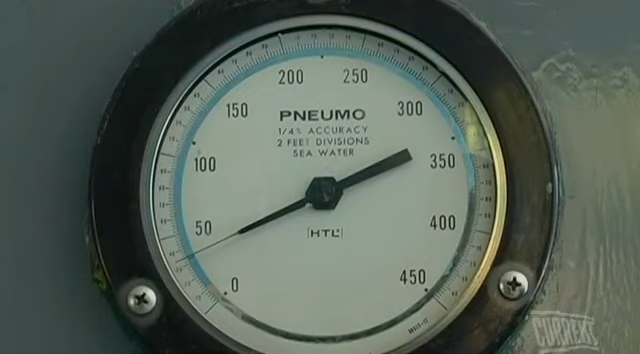 200 250
150 300
PNEUMO
1/4% ACCURACY
2 FEET DIVISIONS
SEA WATER
100 350
50 400
HTL
0 450
CURRENT